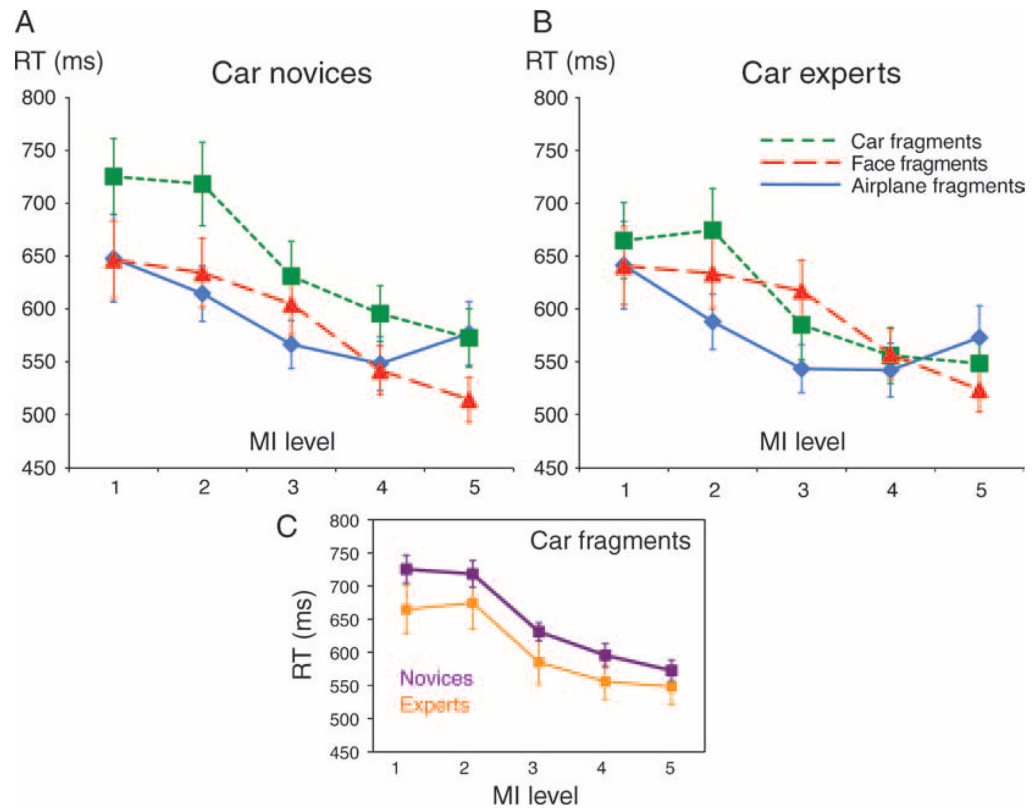 A
RT (ms)
Car novices
800
750
700
650
600
550
500
450
MI level
1 2 3 4 5
B
RT (ms)
Car experts
800
750
700
650
600
550
500
450
Car fragments
Face fragments
Airplane fragments
MI level
1 2 3 4 5
C
Car fragments
RT (ms)
800
750
700
650
600
550
500
450
Novices
Experts
1 2 3 4 5
MI level